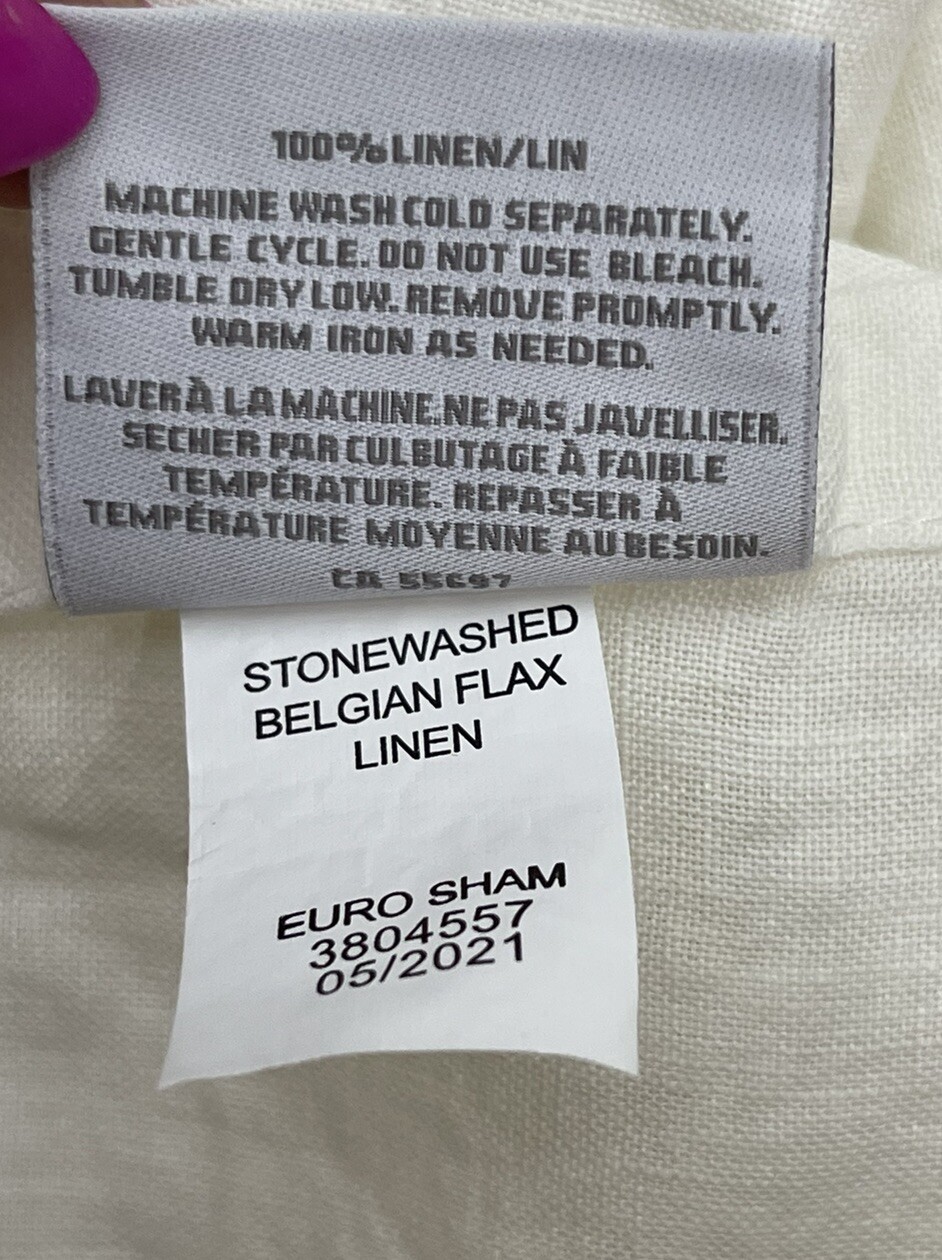 100% LINEN/LIN
MACHINE WASH COLD SEPARATELY.
GENTLE CYCLE. DO NOT USE BLEACH.
TUMBLE DRY LOW. REMOVE PROMPTLY.
WARM IRON AS NEEDED.
LAVER À LA MACHINE. NE PAS JAVELLISER.
SECHER PAR CULBUTAGE À FAIBLE
TEMPÉRATURE. REPASSER À
TEMPÉRATURE MOYENNE AU BESOIN.
CA 55697
STONEWASHED
BELGIAN FLAX
LINEN
EURO SHAM
3804557
05/2021